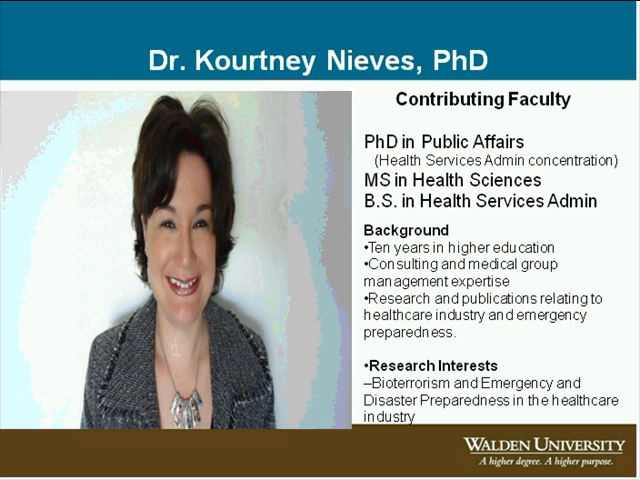 Dr. Kourtney Nieves, PhD
Contributing Faculty
PhD in Public Affairs
(Health Services Admin concentration)
MS in Health Sciences
B.S. in Health Services Admin
Background
•Ten years in higher education
•Consulting and medical group
management expertise
•Research and publications relating to
healthcare industry and emergency
preparedness.
•Research Interests
–Bioterrorism and Emergency and
Disaster Preparedness in the healthcare
industry
WALDEN UNIVERSITY
A higher degree. A higher purpose.